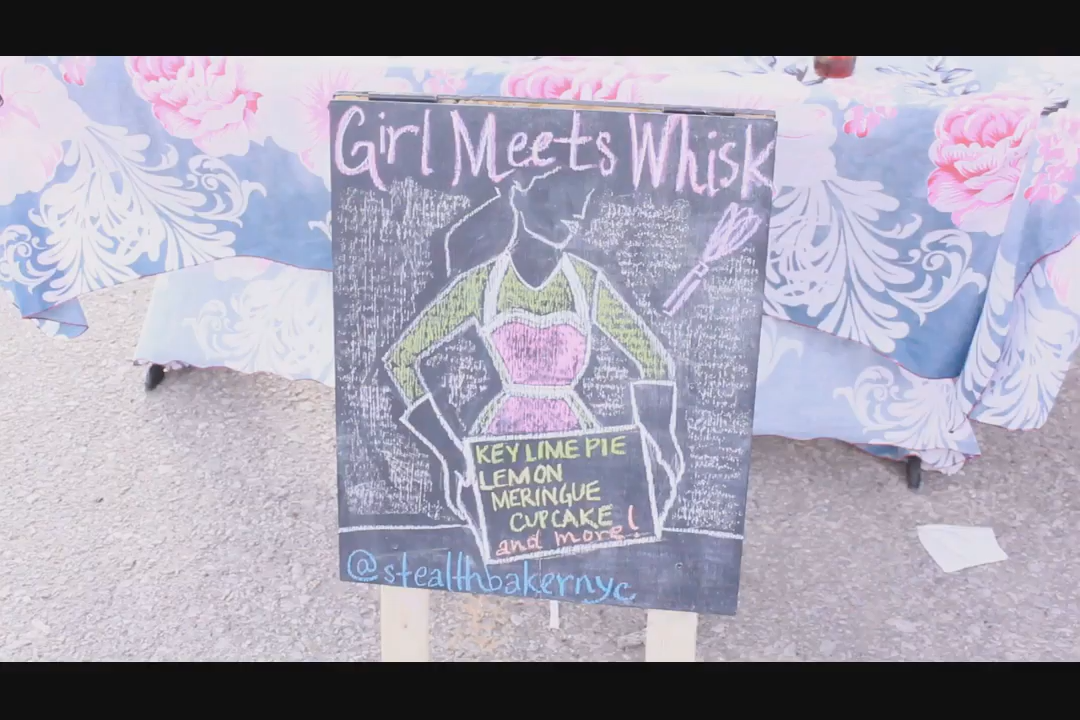 Girl Meets Whisk
KEY LIME PIE
LEMON
MERINGUE
CUPCAKE
and more!
@stealthbakernyc